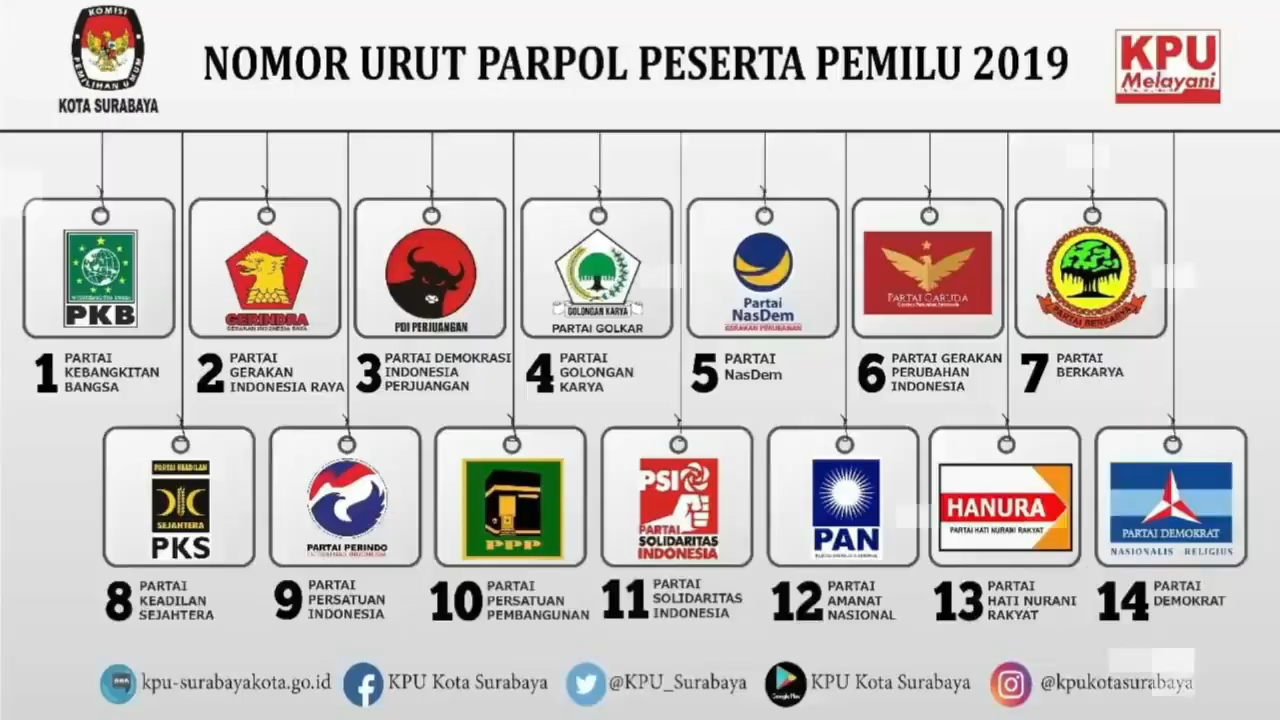 KOMISI
PEMILIHAN UMUM
KOTA SURABAYA
NOMOR URUT PARPOL PESERTA PEMILU 2019
KPU
Melayani
PKB
GERINDRA
GERAKAN INDONESIA RAYA
PDI PERJUANGAN
GOLONGAN KARYA
PARTAI GOLKAR
Partai
NasDem
GERAKAN PERUBAHAN
PARTAI GARUDA
PARTAI BERKARYA
1 PARTAI
KEBANGKITAN
BANGSA
2 PARTAI
GERAKAN
INDONESIA RAYA
3 PARTAI DEMOKRASI
INDONESIA
PERJUANGAN
4 PARTAI
GOLONGAN
KARYA
5 PARTAI
NasDem
6 PARTAI GERAKAN
PERUBAHAN
INDONESIA
7 PARTAI
BERKARYA
PARTAI KEADILAN
SEJAHTERA
PKS
PARTAI PERINDO
PPP
PSI
PARTAI
SOLIDARITAS
INDONESIA
PAN
HANURA
PARTAI HATI NURANI RAKYAT
PARTAI DEMOKRAT
NASIONALIS RELIGIUS
8 PARTAI
KEADILAN
SEJAHTERA
9 PARTAI
PERSATUAN
INDONESIA
10 PARTAI
PERSATUAN
PEMBANGUNAN
11 PARTAI
SOLIDARITAS
INDONESIA
12 PARTAI
AMANAT
NASIONAL
13 PARTAI
HATI NURANI
RAKYAT
14 PARTAI
DEMOKRAT
kpu-surabayakota.go.id
KPU Kota Surabaya
@KPU_Surabaya
Google Play
KPU Kota Surabaya
@kpukotasurabaya